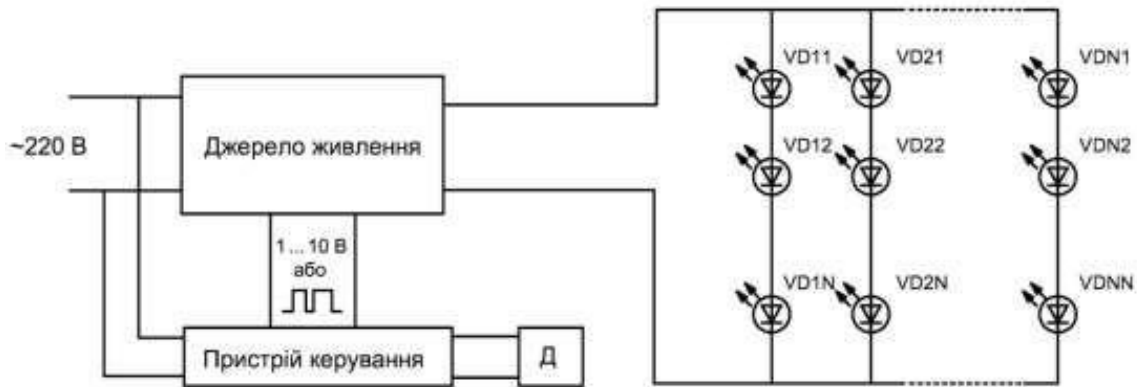 VD11
VD21
VDN1
~220 В
Джерело живлення
VD12
VD22
VDN2
1 ... 10 В
або
VD1N
VD2N
VDNN
Пристрій керування
Д